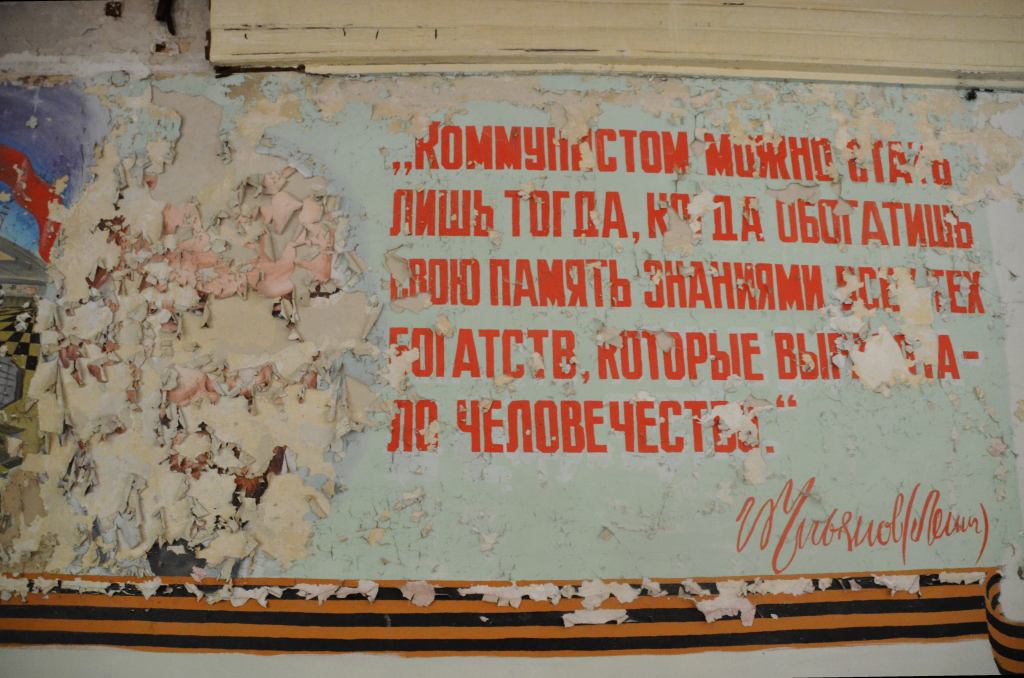 „Коммунистом можно стать
лишь тогда, когда обогатишь
свою память знаниями всех тех
богатств, которые выработа-
ло человечество.“
В Ульянов (Ленин)